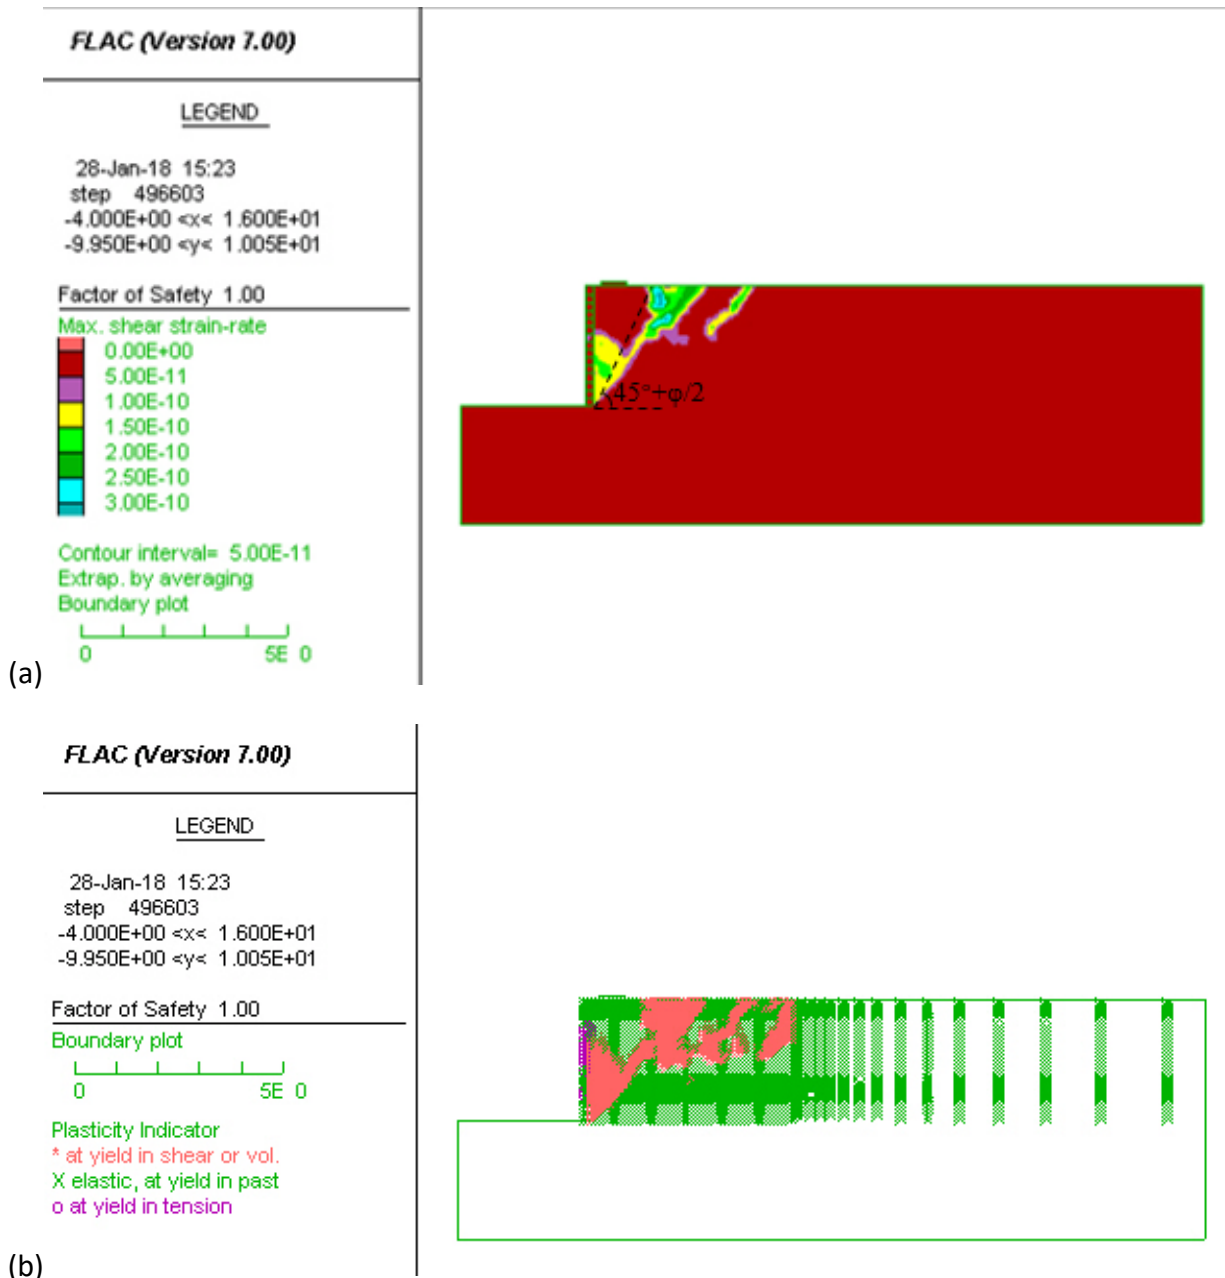 FLAC (Version 7.00)
LEGEND
28-Jan-18 15:23
step 496603
-4.000E+00 <x< 1.600E+01
-9.950E+00 <y< 1.005E+01
Factor of Safety 1.00
Max. shear strain-rate
0.00E+00
5.00E-11
1.00E-10
1.50E-10
2.00E-10
2.50E-10
3.00E-10
Contour interval= 5.00E-11
Extrap. by averaging
Boundary plot
0 5E 0
45°+φ/2
(a)
FLAC (Version 7.00)
LEGEND
28-Jan-18 15:23
step 496603
-4.000E+00 <x< 1.600E+01
-9.950E+00 <y< 1.005E+01
Factor of Safety 1.00
Boundary plot
0 5E 0
Plasticity Indicator
* at yield in shear or vol.
X elastic, at yield in past
o at yield in tension
(b)